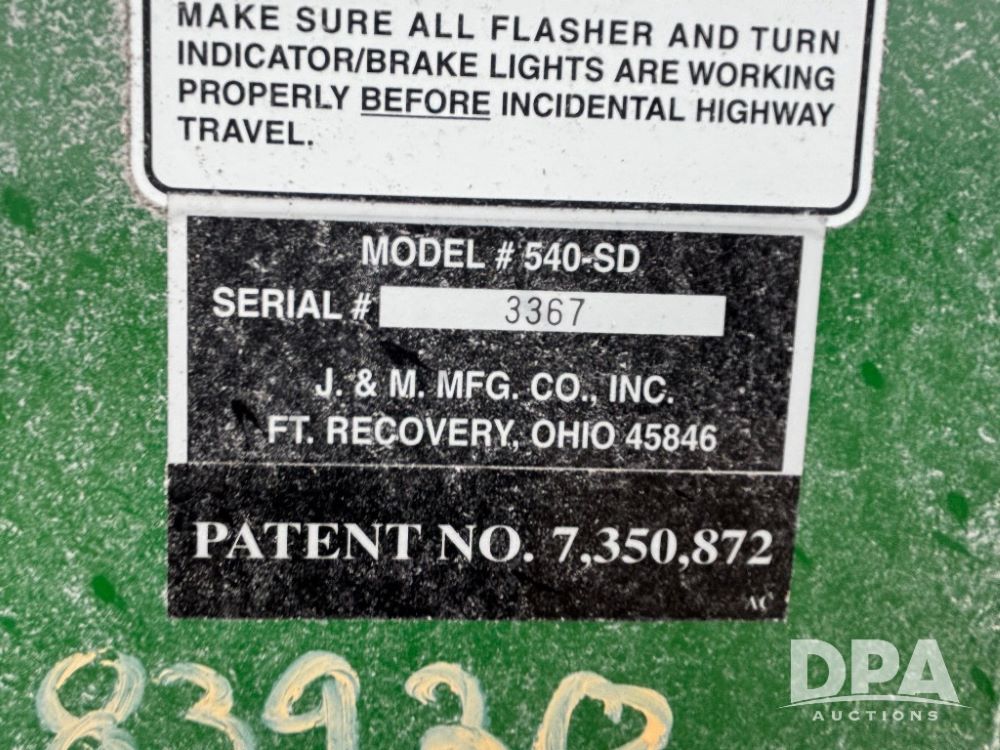 MAKE SURE ALL FLASHER AND TURN
INDICATOR/BRAKE LIGHTS ARE WORKING
PROPERLY BEFORE INCIDENTAL HIGHWAY
TRAVEL.
MODEL # 540-SD
SERIAL # 3367
J. & M. MFG. CO., INC.
FT. RECOVERY, OHIO 45846
PATENT NO. 7,350,872
AC
DPA
AUCTIONS